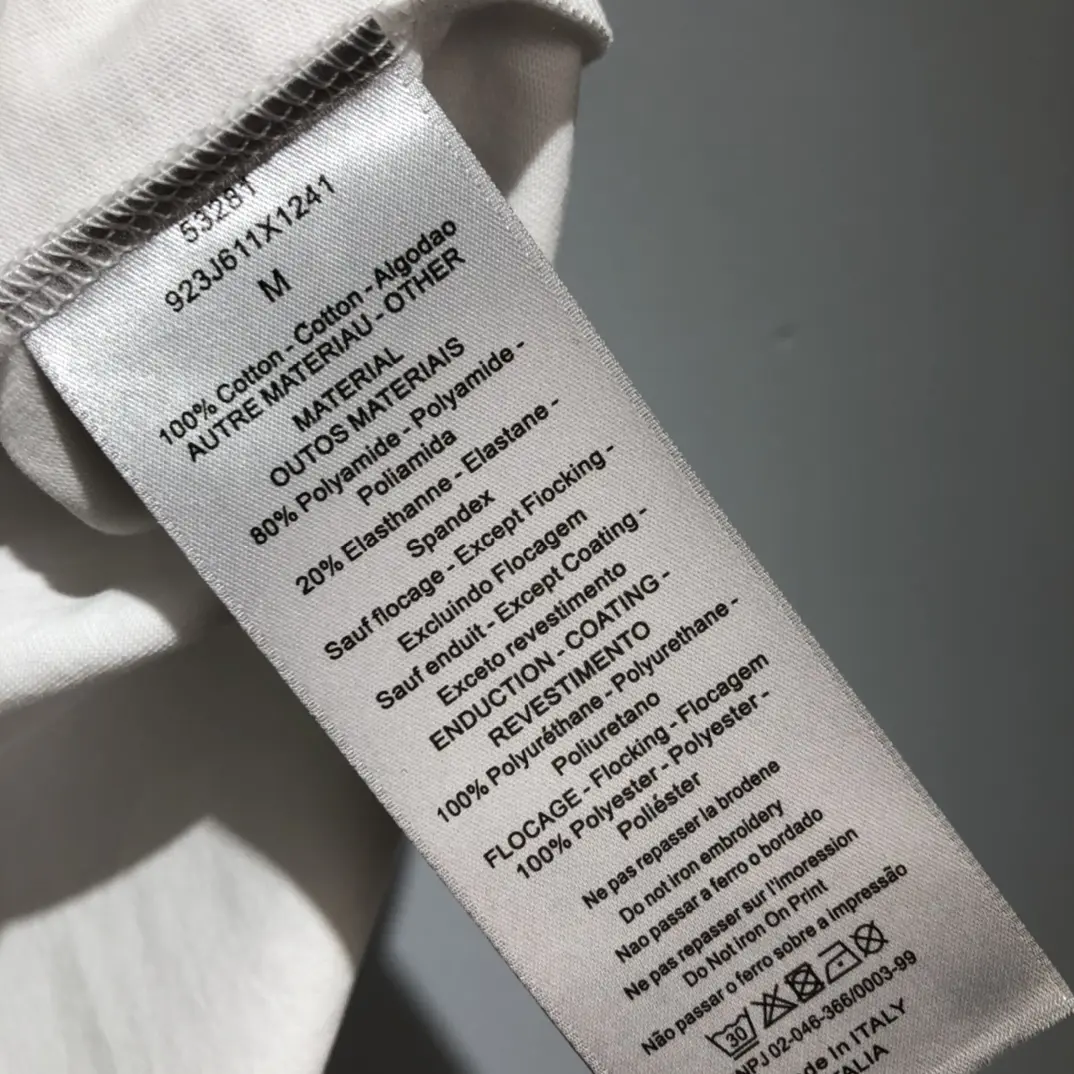 53281
923J611X1241
M
100% Cotton - Cotton - Algodao
AUTRE MATERIAU - OTHER
MATERIAL
OUTOS MATERIAIS
80% Polyamide - Polyamide -
Poliamida
20% Elasthanne - Elastane -
Spandex
Sauf flocage - Except Fiocking -
Excluindo Flocagem
Sauf enduit - Except Coating -
Exceto revestimento
ENDUCTION - COATING -
REVESTIMENTO
100% Polyuréthane - Polyurethane -
Poliuretano
FLOCAGE - Flocking - Flocagem
100% Polyester - Polyester -
Poliéster
Ne pas repasser la brodene
Do not iron embroidery
Nao passar a ferro o bordado
Ne pas repasser sur l'imoression
Do Not iron On Print
Não passar o ferro sobre a impressão
30
NPJ 02-046-366/0003-99
de In ITALY
TALIA